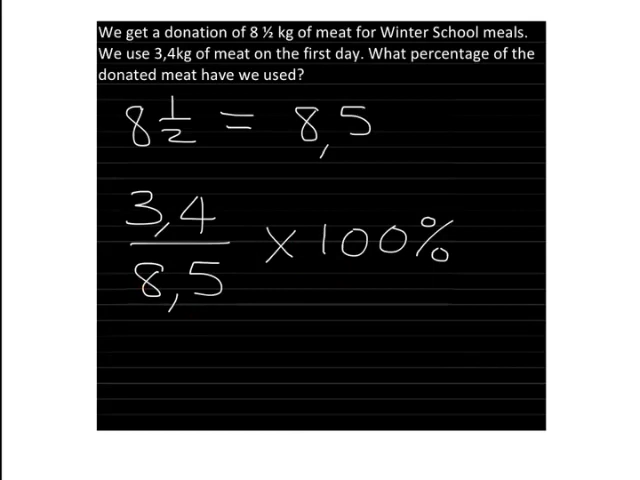 We get a donation of 8 ½ kg of meat for Winter School meals.
We use 3,4kg of meat on the first day. What percentage of the
donated meat have we used?
8 1/2 = 8,5
3,4/8,5 × 100%